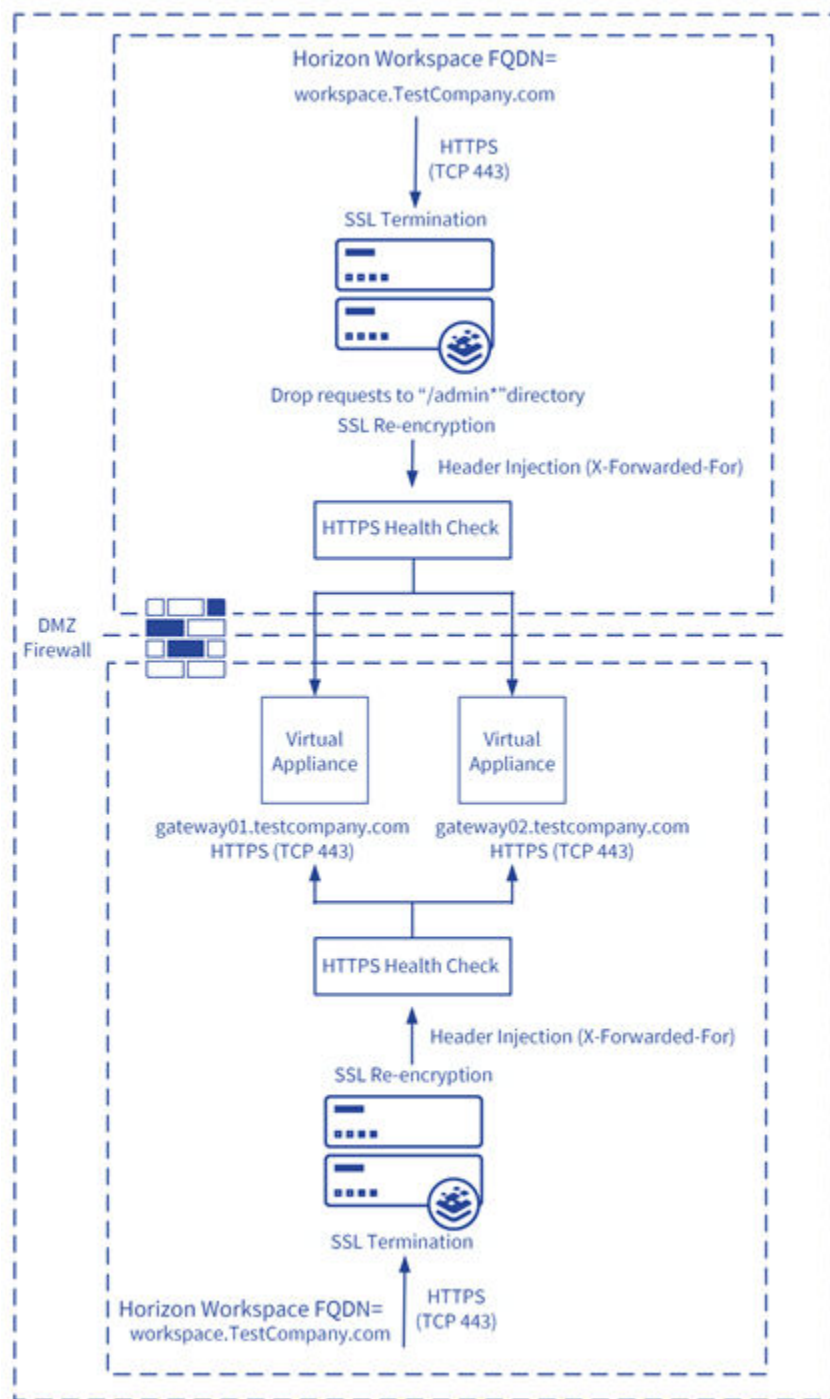 Horizon Workspace FQDN=
workspace.TestCompany.com
HTTPS
(TCP 443)
SSL Termination
Drop requests to “/admin*”directory
SSL Re-encryption
Header Injection (X-Forwarded-For)
HTTPS Health Check
DMZ
Firewall
Virtual
Appliance
Virtual
Appliance
gateway01.testcompany.com
HTTPS (TCP 443)
gateway02.testcompany.com
HTTPS (TCP 443)
HTTPS Health Check
Header Injection (X-Forwarded-For)
SSL Re-encryption
SSL Termination
Horizon Workspace FQDN=
workspace.TestCompany.com
HTTPS
(TCP 443)